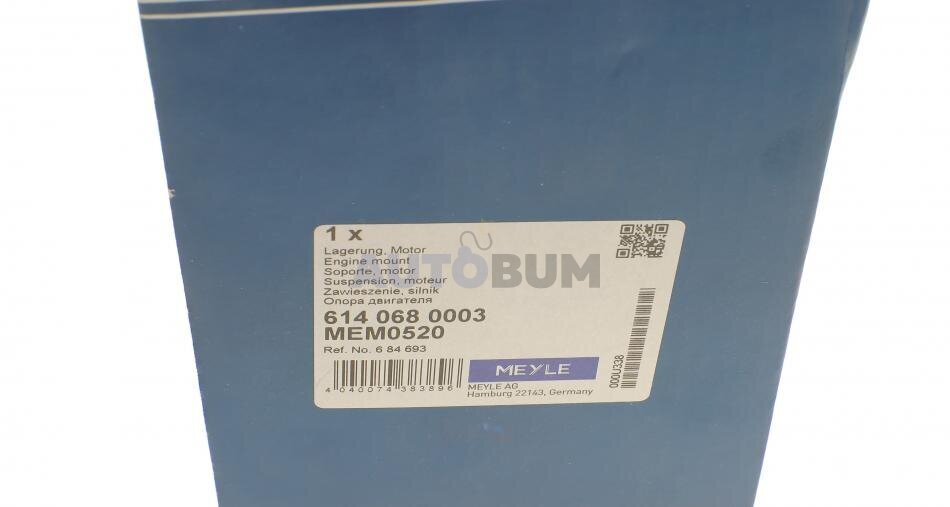 1 x
Lagerung, Motor
Engine mount
Soporte, motor
Suspension, moteur
Zawieszenie, silnik
Опора двигателя
AUTOBUM
614 068 0003
MEM0520
Ref. No. 6 84 693
4 040074 383896
MEYLE
MEYLE AG
Hamburg 22143, Germany
000U338